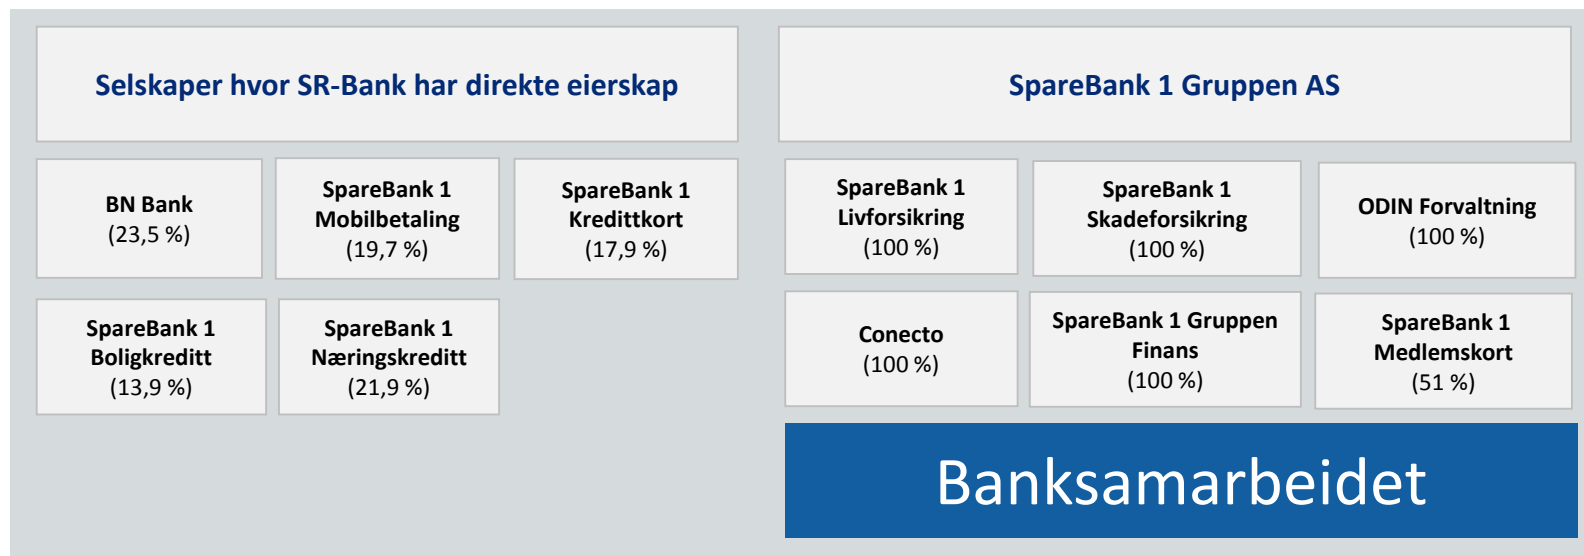 Selskaper hvor SR-Bank har direkte eierskap
BN Bank
(23,5 %)
SpareBank 1
Mobilbetaling
(19,7 %)
SpareBank 1
Kredittkort
(17,9 %)
SpareBank 1
Boligkreditt
(13,9 %)
SpareBank 1
Næringskreditt
(21,9 %)
SpareBank 1 Gruppen AS
SpareBank 1
Livforsikring
(100 %)
SpareBank 1
Skadeforsikring
(100 %)
ODIN Forvaltning
(100 %)
Conecto
(100 %)
SpareBank 1 Gruppen
Finans
(100 %)
SpareBank 1
Medlemskort
(51 %)
Banksamarbeidet